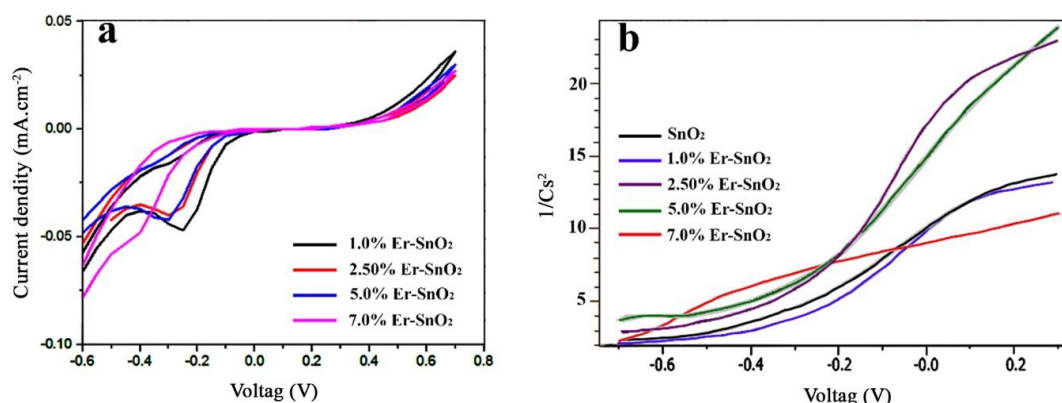 a
0.05
0.00
-0.05
-0.10
Current dendity (mA.cm⁻²)
1.0% Er-SnO₂
2.50% Er-SnO₂
5.0% Er-SnO₂
7.0% Er-SnO₂
-0.6 -0.4 -0.2 0.0 0.2 0.4 0.6 0.8
Voltag (V)
b
20
15
10
5
1/Cs²
SnO₂
1.0% Er-SnO₂
2.50% Er-SnO₂
5.0% Er-SnO₂
7.0% Er-SnO₂
-0.6 -0.4 -0.2 -0.0
Voltag (V)